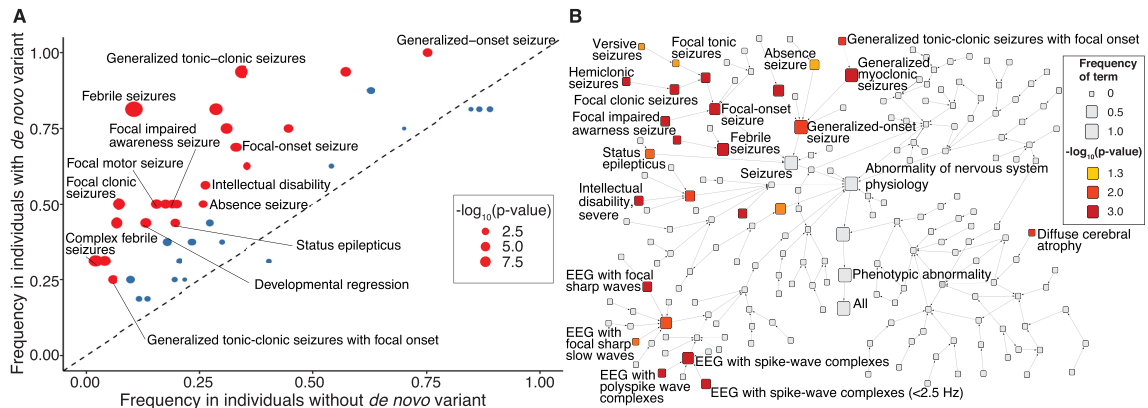 A
Frequency in individuals with de novo variant
1.00
0.75
0.50
0.25
0.00
0.00
0.25
0.50
0.75
1.00
Frequency in individuals without de novo variant
Generalized-onset seizure
Generalized tonic-clonic seizures
Febrile seizures
Focal impaired
awareness seizure
Focal-onset seizure
Focal motor seizure
Focal clonic
seizures
Intellectual disability
Absence seizure
Complex febrile
seizures
Status epilepticus
Developmental regression
Generalized tonic-clonic seizures with focal onset
-log10(p-value)
2.5
5.0
7.5
B
Versive
seizures
Focal tonic
seizures
Absence
seizure
Generalized tonic-clonic seizures with focal onset
Hemiclonic
seizures
Generalized
myoclonic
seizures
Focal clonic seizures
Focal-onset
seizure
Focal impaired
awarness seizure
Generalized-onset
seizure
Febrile
seizures
Status
epilepticus
Seizures
Abnormality of nervous system
physiology
Intellectual
disability,
severe
Diffuse cerebral
atrophy
EEG with focal
sharp waves
Phenotypic abnormality
All
EEG with
focal sharp
slow waves
EEG with spike-wave complexes
EEG with
polyspike wave
complexes
EEG with spike-wave complexes (<2.5 Hz)
Frequency
of term
0
0.5
1.0
-log10(p-value)
1.3
2.0
3.0